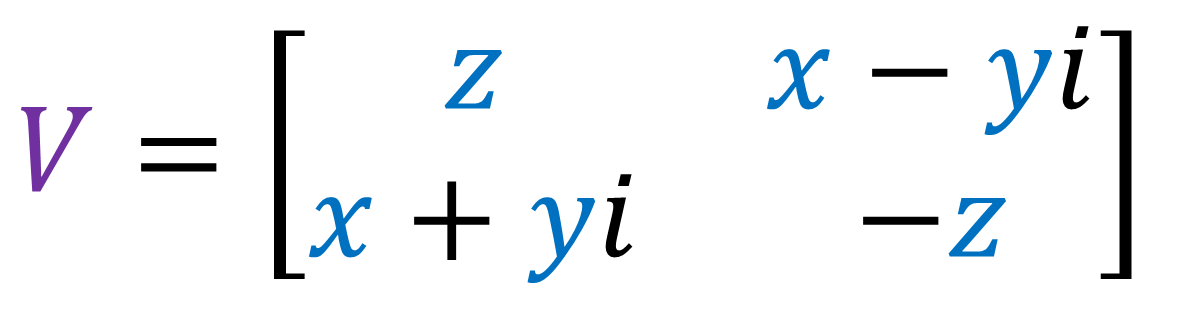 V = [ z x − yi
x + yi −z ]